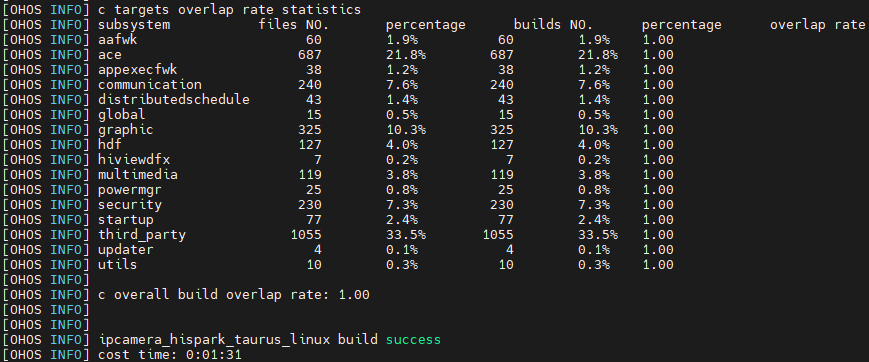 [OHOS INFO] c targets overlap rate statistics
[OHOS INFO] subsystem files NO. percentage builds NO. percentage overlap rate
[OHOS INFO] aafwk 60 1.9% 60 1.9% 1.00
[OHOS INFO] ace 687 21.8% 687 21.8% 1.00
[OHOS INFO] appexecfwk 38 1.2% 38 1.2% 1.00
[OHOS INFO] communication 240 7.6% 240 7.6% 1.00
[OHOS INFO] distributedschedule 43 1.4% 43 1.4% 1.00
[OHOS INFO] global 15 0.5% 15 0.5% 1.00
[OHOS INFO] graphic 325 10.3% 325 10.3% 1.00
[OHOS INFO] hdf 127 4.0% 127 4.0% 1.00
[OHOS INFO] hiviewdfx 7 0.2% 7 0.2% 1.00
[OHOS INFO] multimedia 119 3.8% 119 3.8% 1.00
[OHOS INFO] powermgr 25 0.8% 25 0.8% 1.00
[OHOS INFO] security 230 7.3% 230 7.3% 1.00
[OHOS INFO] startup 77 2.4% 77 2.4% 1.00
[OHOS INFO] third_party 1055 33.5% 1055 33.5% 1.00
[OHOS INFO] updater 4 0.1% 4 0.1% 1.00
[OHOS INFO] utils 10 0.3% 10 0.3% 1.00
[OHOS INFO]
[OHOS INFO] c overall build overlap rate: 1.00
[OHOS INFO]
[OHOS INFO]
[OHOS INFO] ipcamera_hispark_taurus_linux build success
[OHOS INFO] cost time: 0:01:31